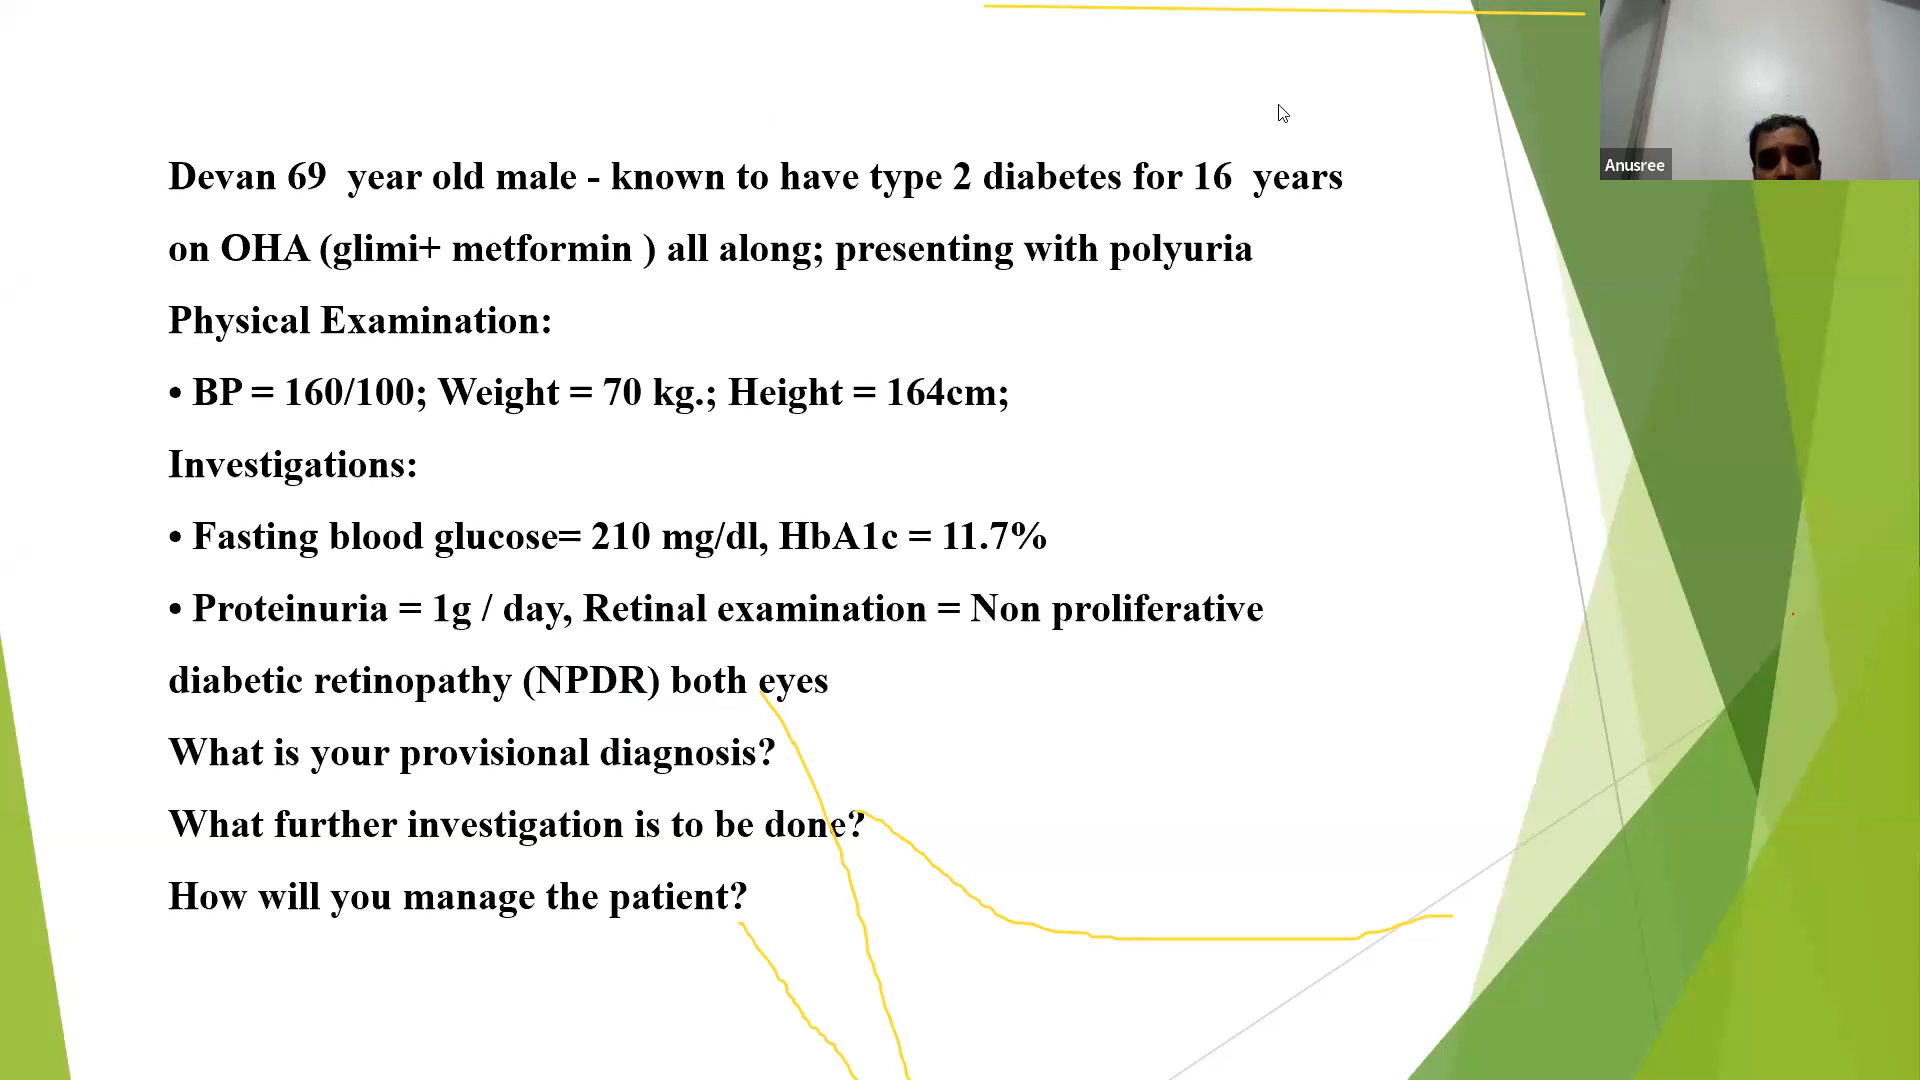 Devan 69  year old male - known to have type 2 diabetes for 16  years
on OHA (glimi+ metformin ) all along; presenting with polyuria
Physical Examination:
• BP = 160/100; Weight = 70 kg.; Height = 164cm;
Investigations:
• Fasting blood glucose= 210 mg/dl, HbA1c = 11.7%
• Proteinuria = 1g / day, Retinal examination = Non proliferative
diabetic retinopathy (NPDR) both eyes
What is your provisional diagnosis?
What further investigation is to be done?
How will you manage the patient?
Anusree